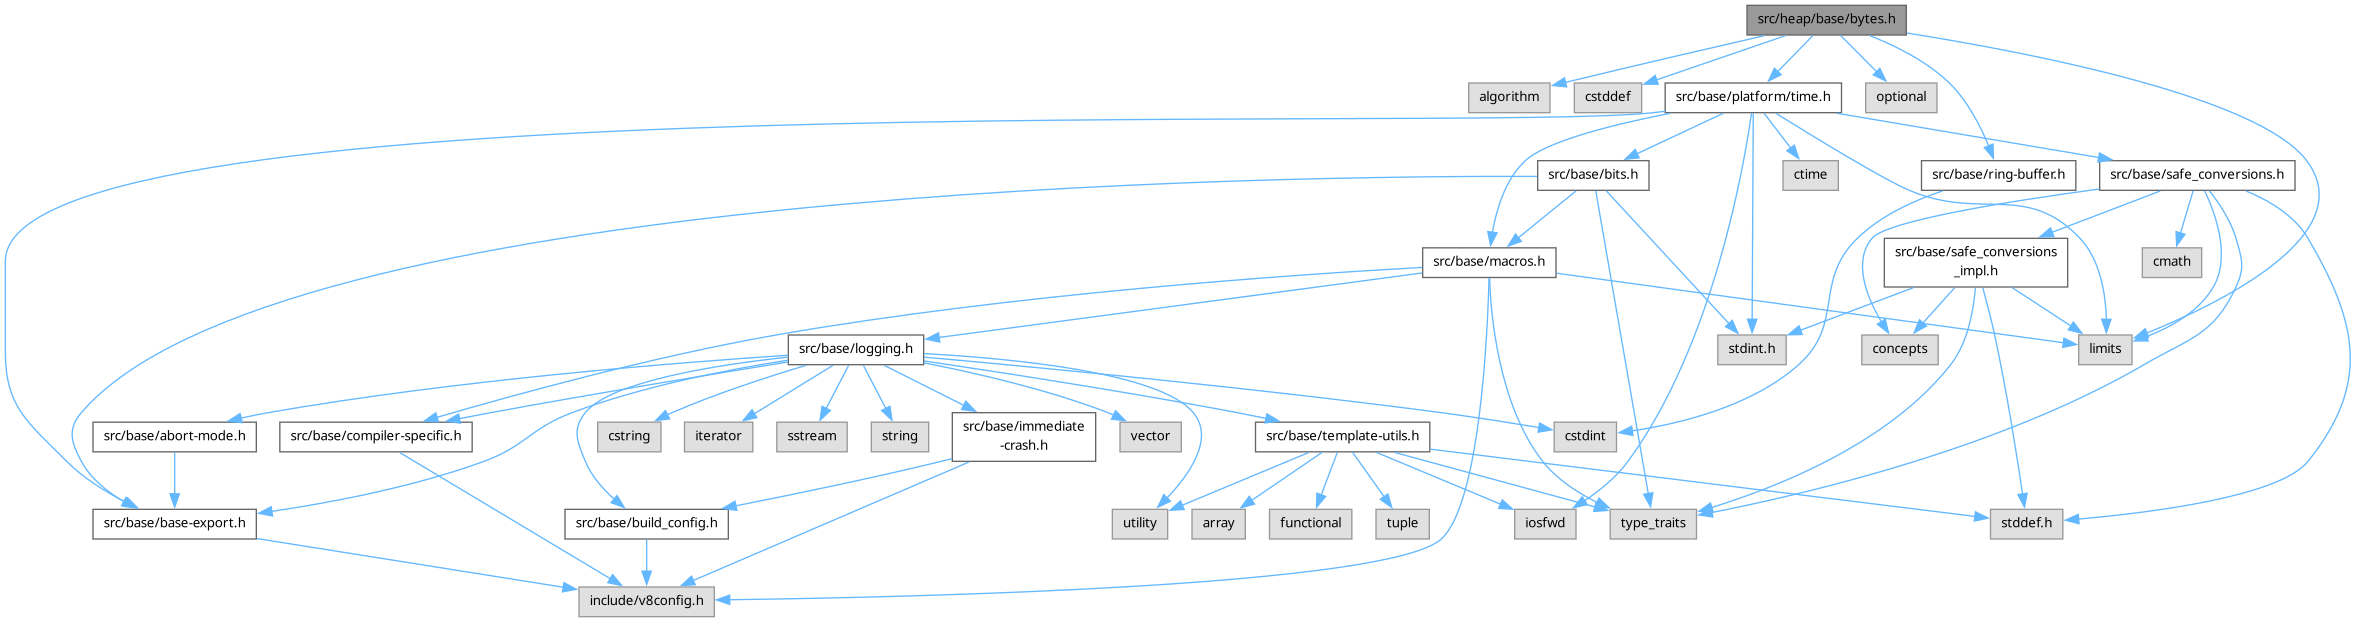 src/heap/base/bytes.h
algorithm
cstddef
src/base/platform/time.h
optional
src/base/bits.h
ctime
src/base/ring-buffer.h
src/base/safe_conversions.h
src/base/macros.h
src/base/safe_conversions
_impl.h
cmath
src/base/logging.h
stdint.h
concepts
limits
src/base/abort-mode.h
src/base/compiler-specific.h
cstring
iterator
sstream
string
src/base/immediate
-crash.h
vector
src/base/template-utils.h
cstdint
src/base/base-export.h
src/base/build_config.h
utility
array
functional
tuple
iosfwd
type_traits
stddef.h
include/v8config.h